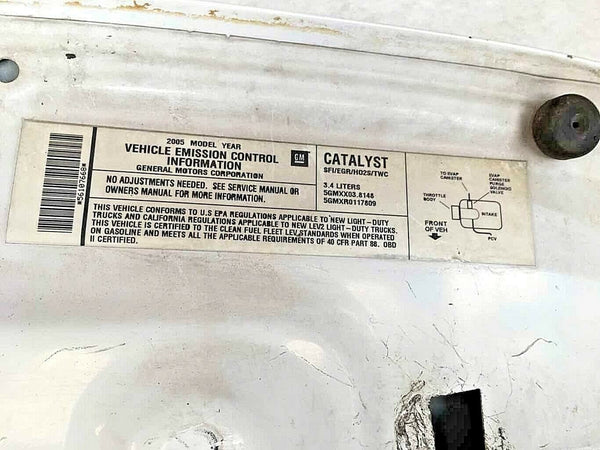 *56107660*
2005 MODEL YEAR
VEHICLE EMISSION CONTROL
INFORMATION
GENERAL MOTORS CORPORATION
GM
NO ADJUSTMENTS NEEDED. SEE SERVICE MANUAL OR
OWNERS MANUAL FOR MORE INFORMATION.
CATALYST
SFI/EGR/HO2S/TWC
3.4 LITERS
5GMXX03.8148
5GMXR0117809
THIS VEHICLE CONFORMS TO U.S EPA REGULATIONS APPLICABLE TO NEW LIGHT-DUTY
TRUCKS AND CALIFORNIA REGULATIONS APPLICABLE TO NEW LEV2 LIGHT-DUTY TRUCKS.
THIS VEHICLE IS CERTIFIED TO THE CLEAN FUEL FLEET LEV STANDARDS WHEN OPERATED
ON GASOLINE AND MEETS ALL THE APPLICABLE REQUIREMENTS OF 40 CFR PART 88. OBD
II CERTIFIED.
TO EVAP
CANISTER
EVAP
CANISTER
PURGE
SOLENOID
VALVE
THROTTLE
BODY
INTAKE
FRONT
OF VEH
PCV